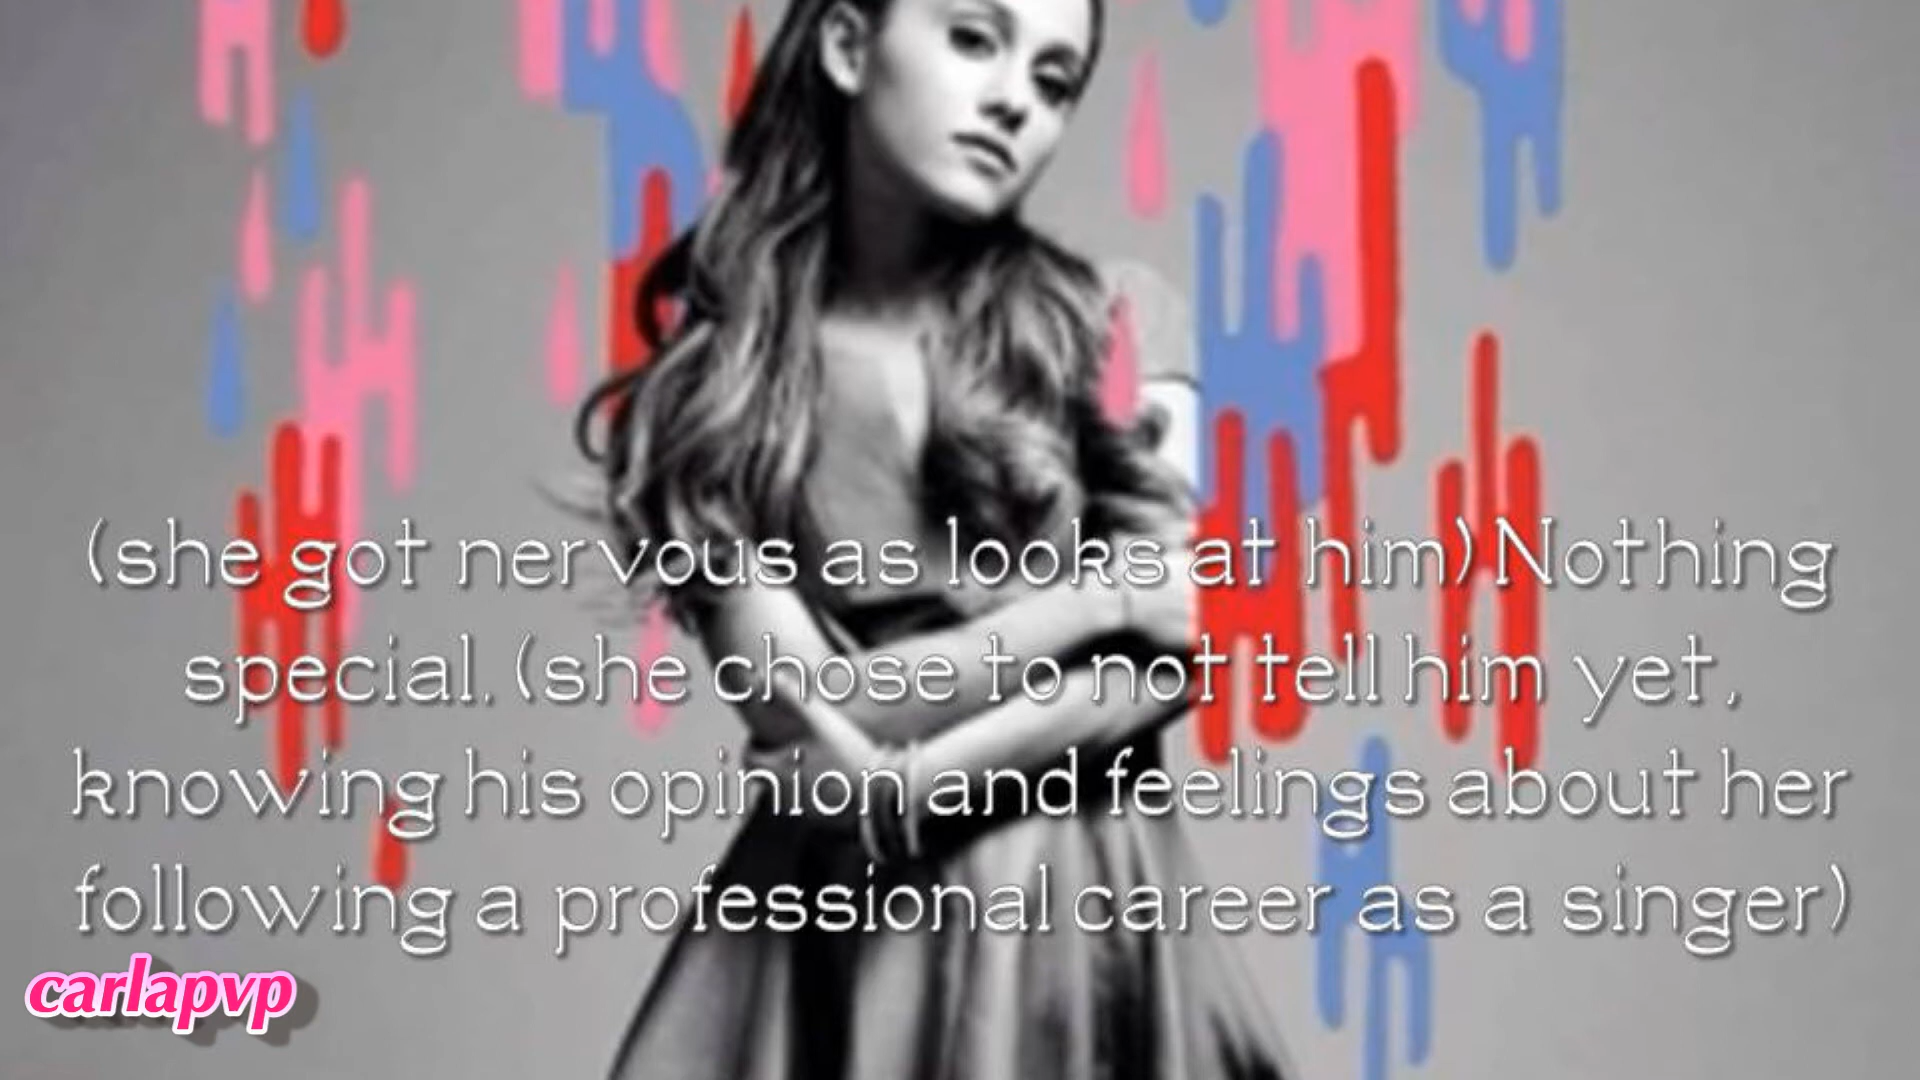 (she got nervous as looks at him) Nothing
special. (she chose to not tell him yet,
knowing his opinion and feelings about her
following a professional career as a singer)
carlapvp